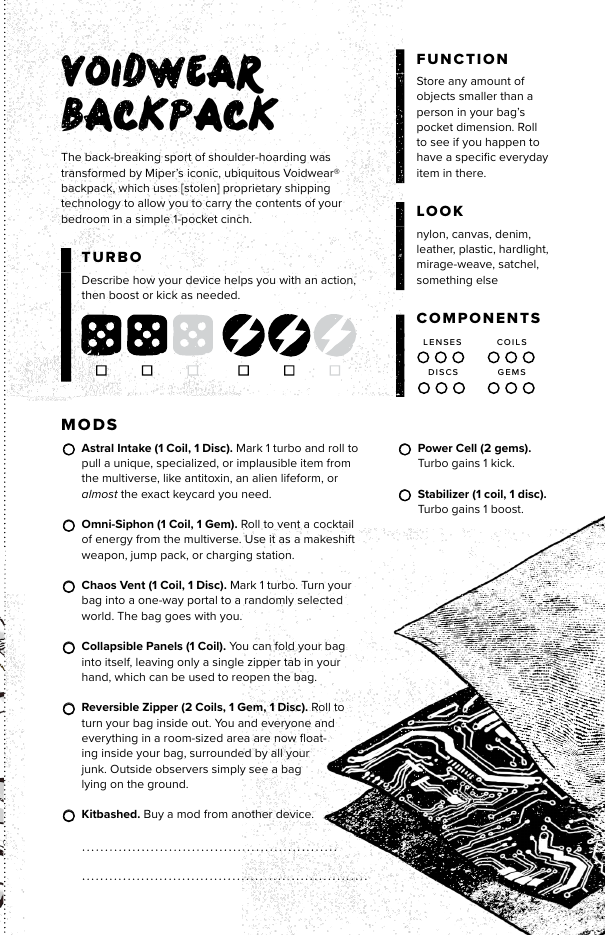 VOIDWEAR
BACKPACK
The back-breaking sport of shoulder-hoarding was
transformed by Miper's iconic, ubiquitous Voidwear®
backpack, which uses [stolen] proprietary shipping
technology to allow you to carry the contents of your
bedroom in a simple 1-pocket cinch.
TURBO
Describe how your device helps you with an action,
then boost or kick as needed.
FUNCTION
Store any amount of
objects smaller than a
person in your bag's
pocket dimension. Roll
to see if you happen to
have a specific everyday
item in there.
LOOK
nylon, canvas, denim,
leather, plastic, hardlight,
mirage-weave, satchel,
something else
COMPONENTS
LENSES COILS
DISCS GEMS
MODS
Astral Intake (1 Coil, 1 Disc). Mark 1 turbo and roll to
pull a unique, specialized, or implausible item from
the multiverse, like antitoxin, an alien lifeform, or
almost the exact keycard you need.
Omni-Siphon (1 Coil, 1 Gem). Roll to vent a cocktail
of energy from the multiverse. Use it as a makeshift
weapon, jump pack, or charging station.
Chaos Vent (1 Coil, 1 Disc). Mark 1 turbo. Turn your
bag into a one-way portal to a randomly selected
world. The bag goes with you.
Collapsible Panels (1 Coil). You can fold your bag
into itself, leaving only a single zipper tab in your
hand, which can be used to reopen the bag.
Reversible Zipper (2 Coils, 1 Gem, 1 Disc). Roll to
turn your bag inside out. You and everyone and
everything in a room-sized area are now float-
ing inside your bag, surrounded by all your
junk. Outside observers simply see a bag
lying on the ground.
Kitbashed. Buy a mod from another device.
Power Cell (2 gems).
Turbo gains 1 kick.
Stabilizer (1 coil, 1 disc).
Turbo gains 1 boost.